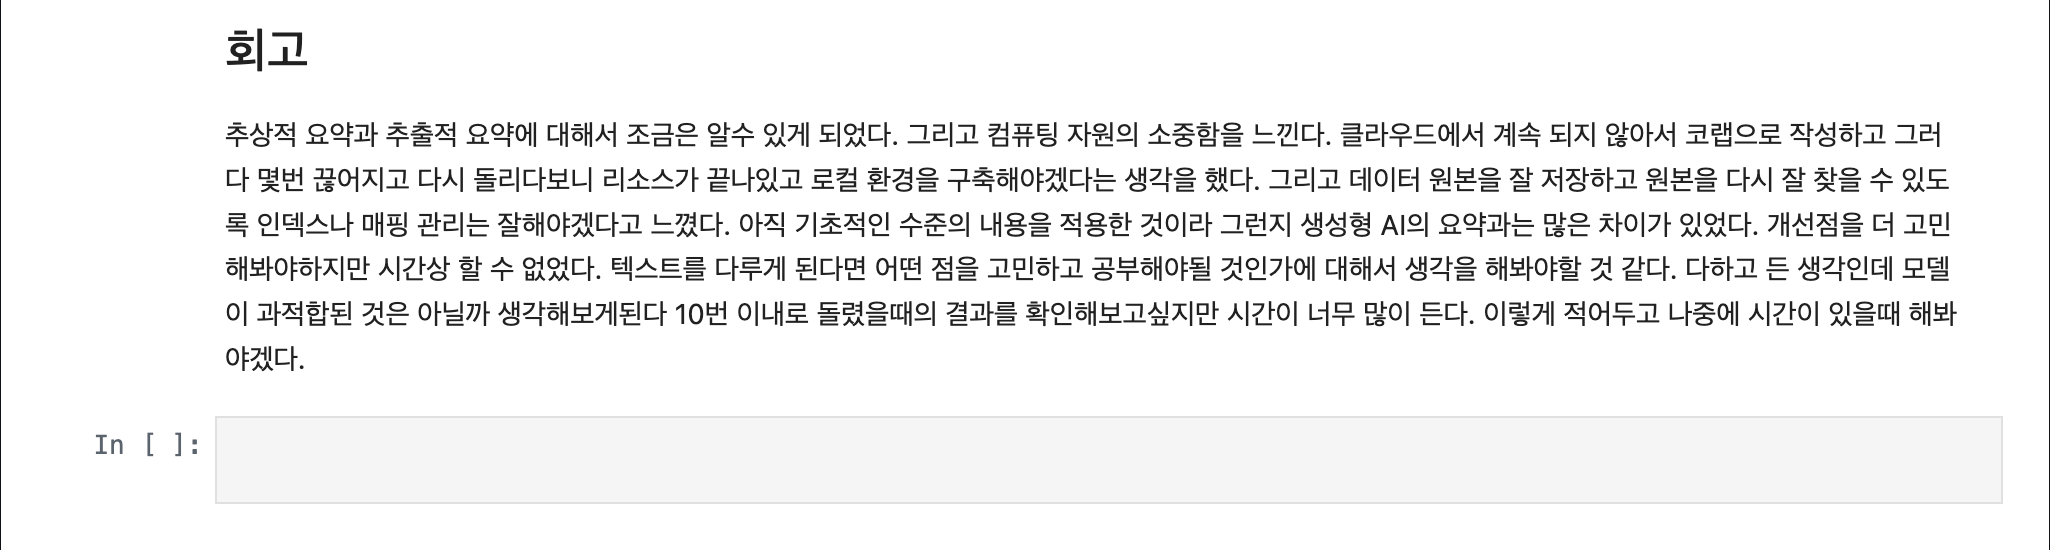 회고
추상적 요약과 추출적 요약에 대해서 조금은 알수 있게 되었다. 그리고 컴퓨팅 자원의 소중함을 느낀다. 클라우드에서 계속 되지 않아서 코랩으로 작성하고 그러
다 몇번 끊어지고 다시 돌리다보니 리소스가 끝나있고 로컬 환경을 구축해야겠다는 생각을 했다. 그리고 데이터 원본을 잘 저장하고 원본을 다시 잘 찾을 수 있도
록 인덱스나 매핑 관리는 잘해야겠다고 느꼈다. 아직 기초적인 수준의 내용을 적용한 것이라 그런지 생성형 AI의 요약과는 많은 차이가 있었다. 개선점을 더 고민
해봐야하지만 시간상 할 수 없었다. 텍스트를 다루게 된다면 어떤 점을 고민하고 공부해야될 것인가에 대해서 생각을 해봐야할 것 같다. 다하고 든 생각인데 모델
이 과적합된 것은 아닐까 생각해보게된다 10번 이내로 돌렸을때의 결과를 확인해보고싶지만 시간이 너무 많이 든다. 이렇게 적어두고 나중에 시간이 있을때 해봐
야겠다.
In [ ]: